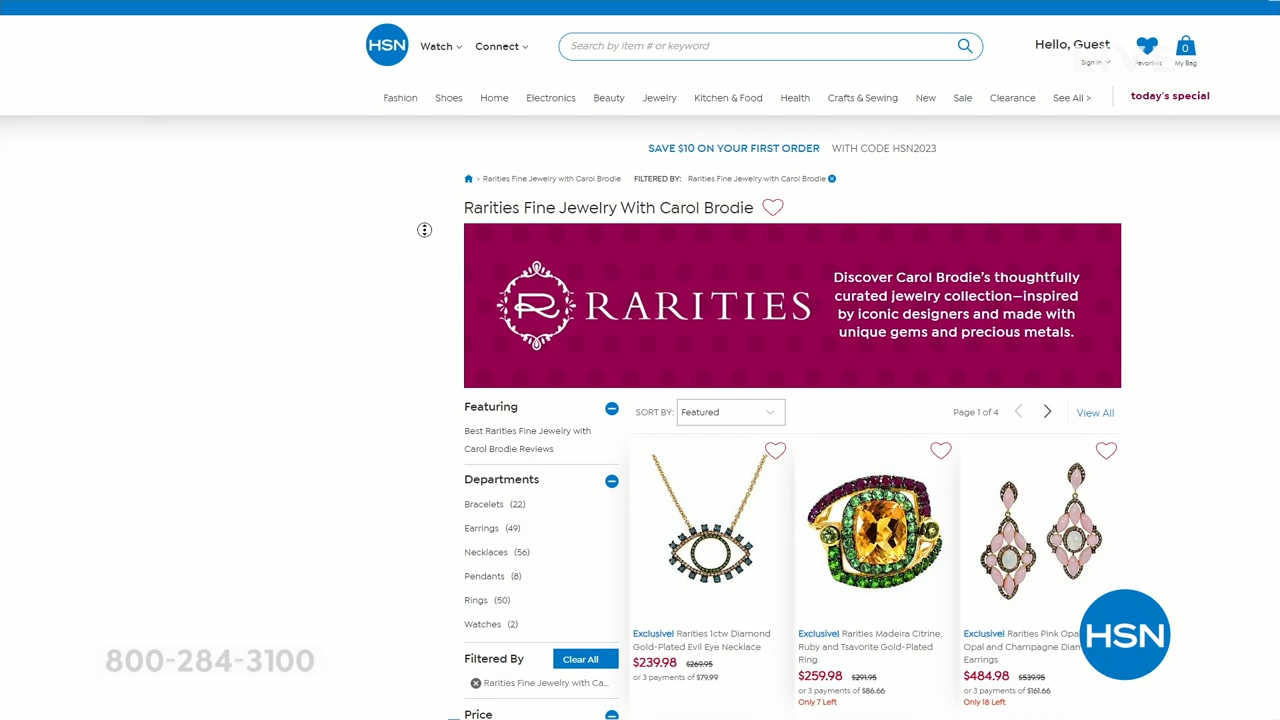 HSN
Watch
Connect
Search by item # or keyword
Hello, Guest
Sign In
Favorites
0
My Bag
Fashion
Shoes
Home
Electronics
Beauty
Jewelry
Kitchen & Food
Health
Crafts & Sewing
New
Sale
Clearance
See All >
today's special
SAVE $10 ON YOUR FIRST ORDER WITH CODE HSN2023
> Rarities Fine Jewelry with Carol Brodie FILTERED BY: Rarities Fine Jewelry with Carol Brodie
Rarities Fine Jewelry With Carol Brodie
R RARITIES
Discover Carol Brodie's thoughtfully
curated jewelry collection—inspired
by iconic designers and made with
unique gems and precious metals.
Featuring
Best Rarities Fine Jewelry with
Carol Brodie Reviews
Departments
Bracelets (22)
Earrings (49)
Necklaces (56)
Pendants (8)
Rings (50)
Watches (2)
Filtered By
Clear All
Rarities Fine Jewelry with Ca...
Price
SORT BY: Featured
Page 1 of 4
View All
Exclusive! Rarities 1ctw Diamond
Gold-Plated Evil Eye Necklace
$239.98 $269.95
or 3 payments of $79.99
Exclusive! Rarities Madeira Citrine,
Ruby and Tsavorite Gold-Plated
Ring
$259.98 $291.95
or 3 payments of $86.66
Only 7 Left
Exclusive! Rarities Pink Opa
Opal and Champagne Diam
Earrings
$484.98 $539.95
or 3 payments of $161.66
Only 18 Left
HSN
800-284-3100